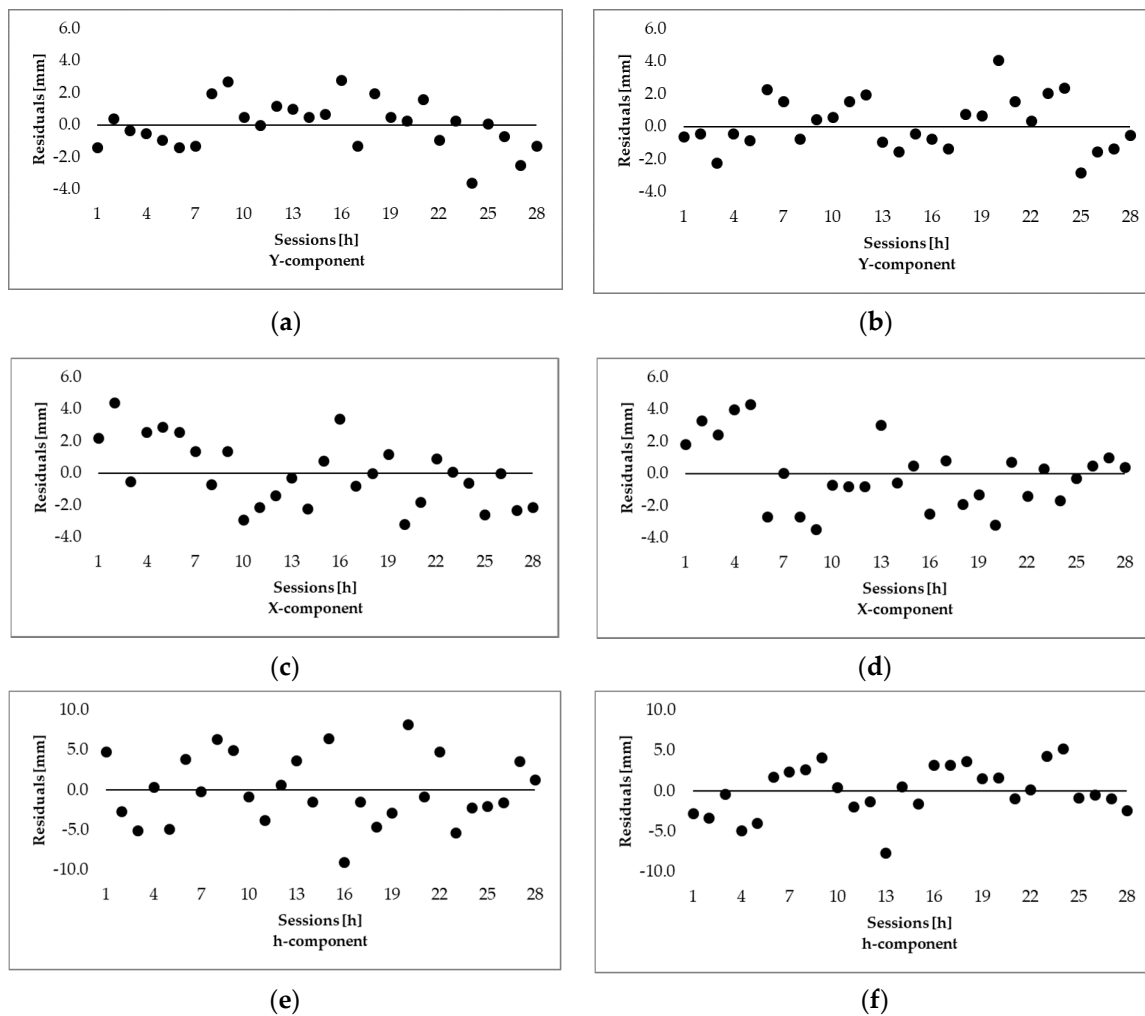 6.0
4.0
2.0
0.0
-2.0
-4.0
Residuals [mm]
1 4 7 10 13 16 19 22 25 28
Sessions [h]
Y-component
(a)
6.0
4.0
2.0
0.0
-2.0
-4.0
Residuals [mm]
1 4 7 10 13 16 19 22 25 28
Sessions [h]
Y-component
(b)
6.0
4.0
2.0
0.0
-2.0
-4.0
Residuals [mm]
1 4 7 10 13 16 19 22 25 28
Sessions [h]
X-component
(c)
6.0
4.0
2.0
0.0
-2.0
-4.0
Residuals [mm]
1 4 7 10 13 16 19 22 25 28
Sessions [h]
X-component
(d)
10.0
5.0
0.0
-5.0
-10.0
Residuals [mm]
1 4 7 10 13 16 19 22 25 28
Sessions [h]
h-component
(e)
10.0
5.0
0.0
-5.0
-10.0
Residuals [mm]
1 4 7 10 13 16 19 22 25 28
Sessions [h]
h-component
(f)